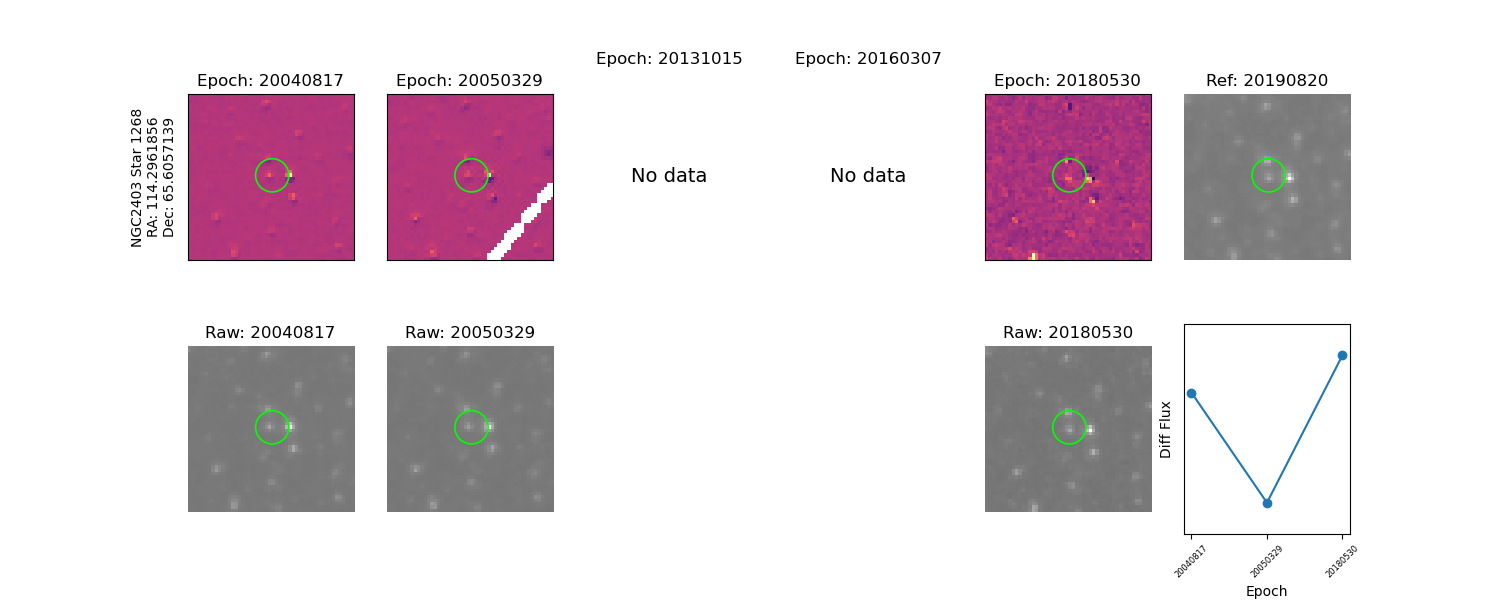 Epoch: 20040817
Epoch: 20050329
Epoch: 20131015
Epoch: 20160307
Epoch: 20180530
Ref: 20190820
NGC2403 Star 1268
RA: 114.2961856
Dec: 65.6057139
No data
No data
Raw: 20040817
Raw: 20050329
Raw: 20180530
Diff Flux
20040817
20050329
20180530
Epoch